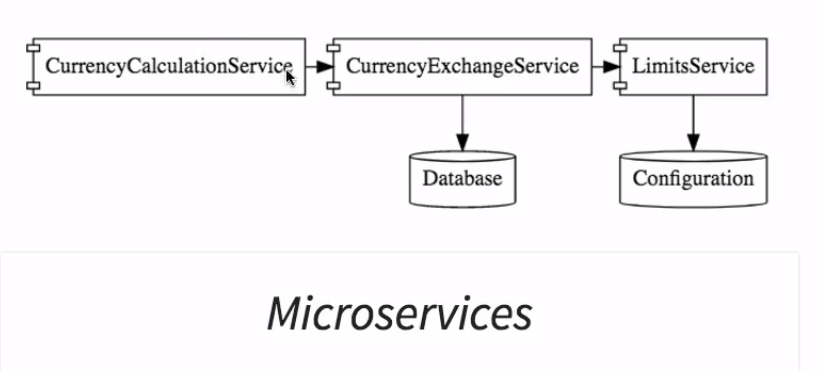 CurrencyCalculationService CurrencyExchangeService LimitsService
Database Configuration
Microservices